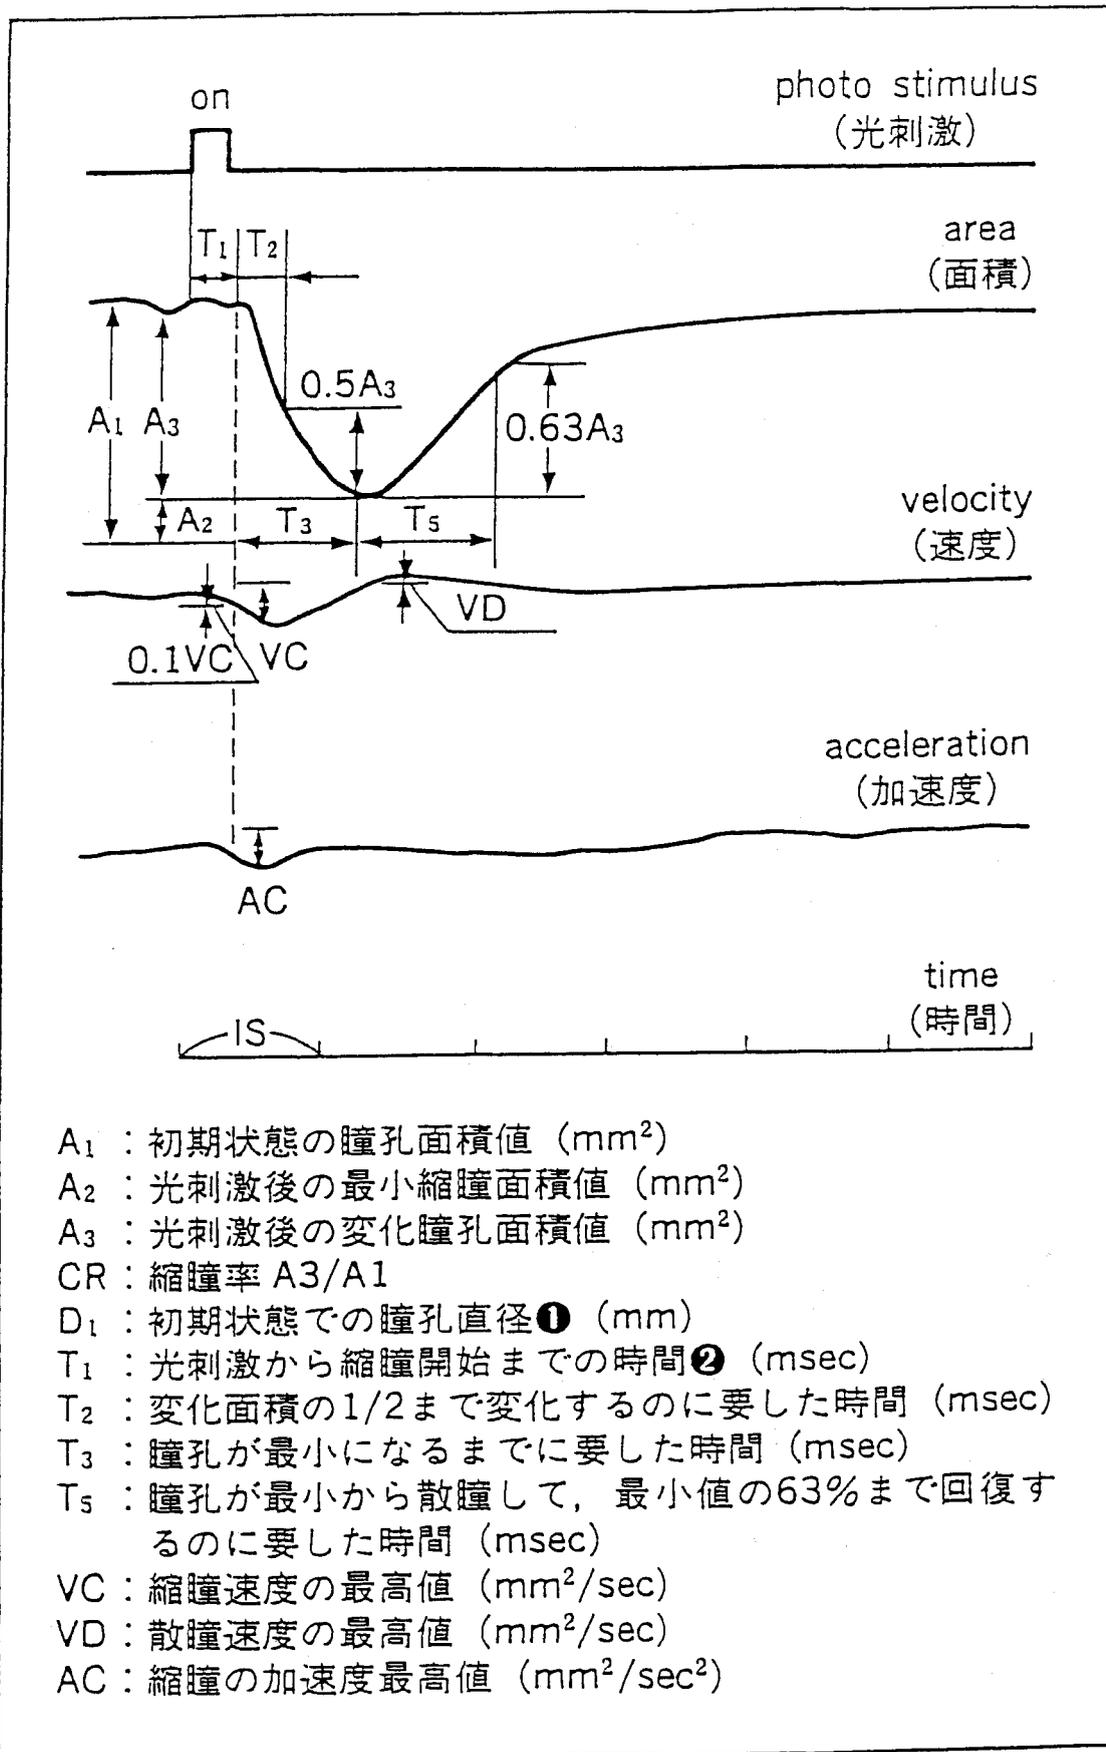 on
photo stimulus
(光刺激)
T1 T2
area
(面積)
0.5A3
A1 A3
0.63A3
velocity
(速度)
A2 T3 T5
VD
0.1VC VC
acceleration
(加速度)
AC
time
(時間)
1S
A1:初期状態の瞳孔面積値(mm²)
A2:光刺激後の最小縮瞳面積値(mm²)
A3:光刺激後の変化瞳孔面積値(mm²)
CR:縮瞳率 A3/A1
D1:初期状態での瞳孔直径❶(mm)
T1:光刺激から縮瞳開始までの時間❷(msec)
T2:変化面積の1/2まで変化するのに要した時間(msec)
T3:瞳孔が最小になるまでに要した時間(msec)
T5:瞳孔が最小から散瞳して,最小値の63%まで回復す
るのに要した時間(msec)
VC:縮瞳速度の最高値(mm²/sec)
VD:散瞳速度の最高値(mm²/sec)
AC:縮瞳の加速度最高値(mm²/sec²)